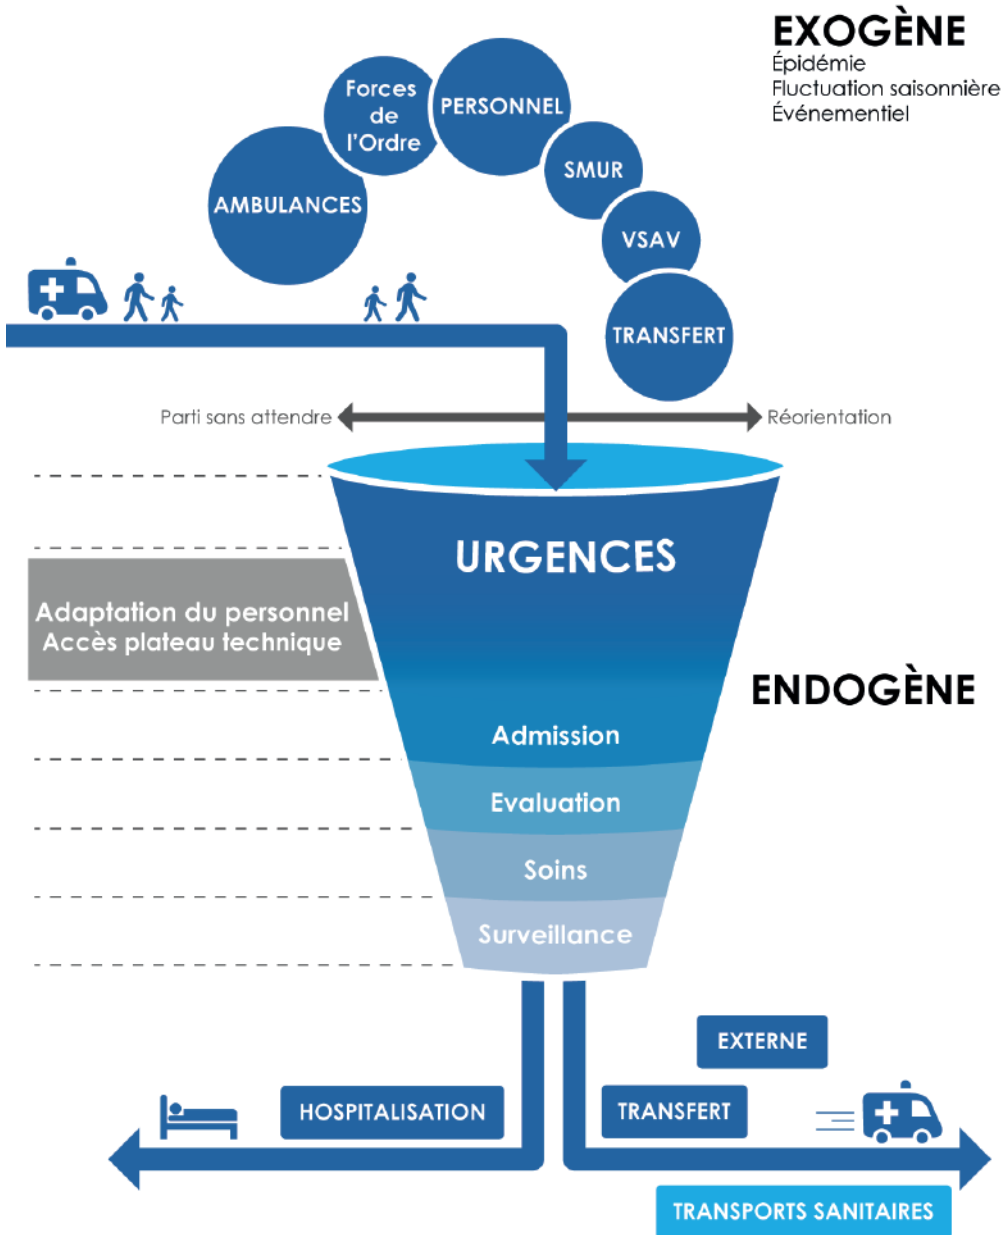 EXOGÈNE
Épidémie
Fluctuation saisonnière
Événementiel
Forces
de
l'Ordre
PERSONNEL
SMUR
AMBULANCES
VSAV
TRANSFERT
Parti sans attendre
Réorientation
URGENCES
Adaptation du personnel
Accès plateau technique
ENDOGÈNE
Admission
Evaluation
Soins
Surveillance
EXTERNE
HOSPITALISATION
TRANSFERT
TRANSPORTS SANITAIRES